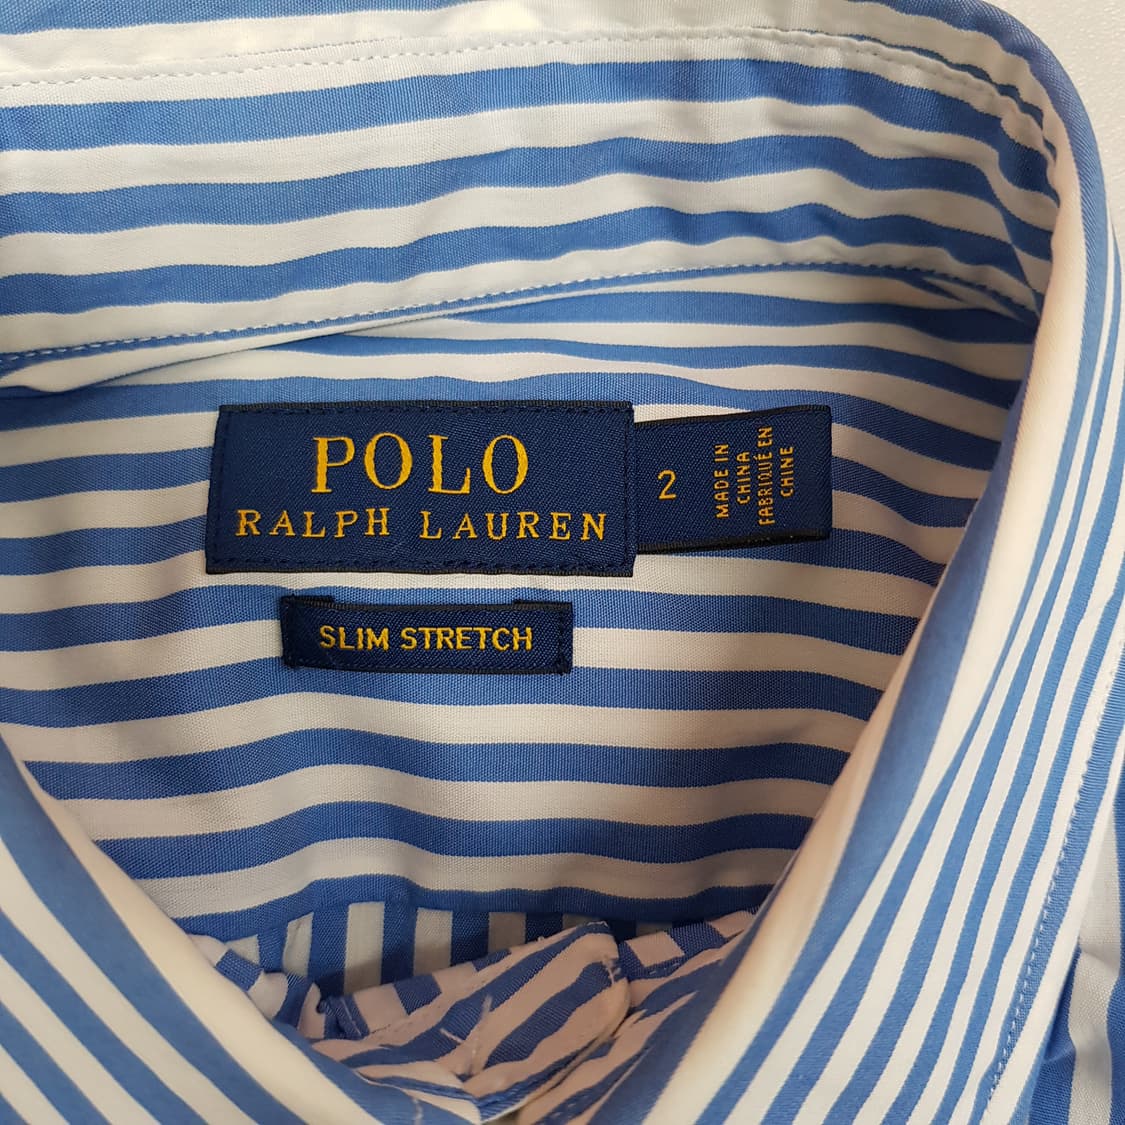 POLO
RALPH LAUREN
2
MADE IN
CHINA
FABRIQUÉ EN
CHINE
SLIM STRETCH